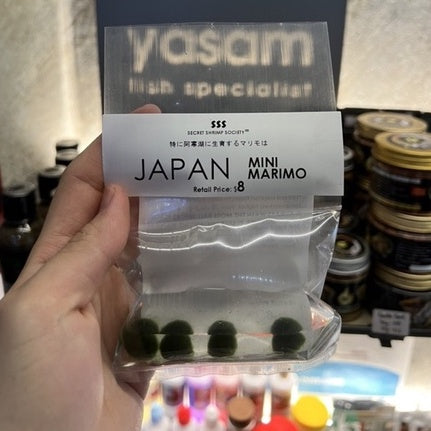 yasam
fish specialist
SSS
SECRET SHRIMP SOCIETY
特に阿寒湖に生育するマリモは
JAPAN MINI MARIMO
Retail Price: $8